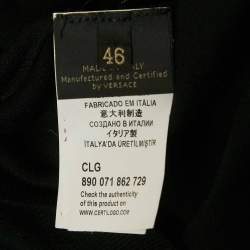 46
MADE IN ITALY
Manufactured and Certified
by VERSACE
FABRICADO EM ITÁLIA
意大利制造
СОЗДАНО В ИТАЛИИ
イタリア製
İTALYA'DA ÜRETİLMİŞTİR
CLG
890 071 862 729
Check the authenticity
of this product on
WWW.CERTILOGO.COM